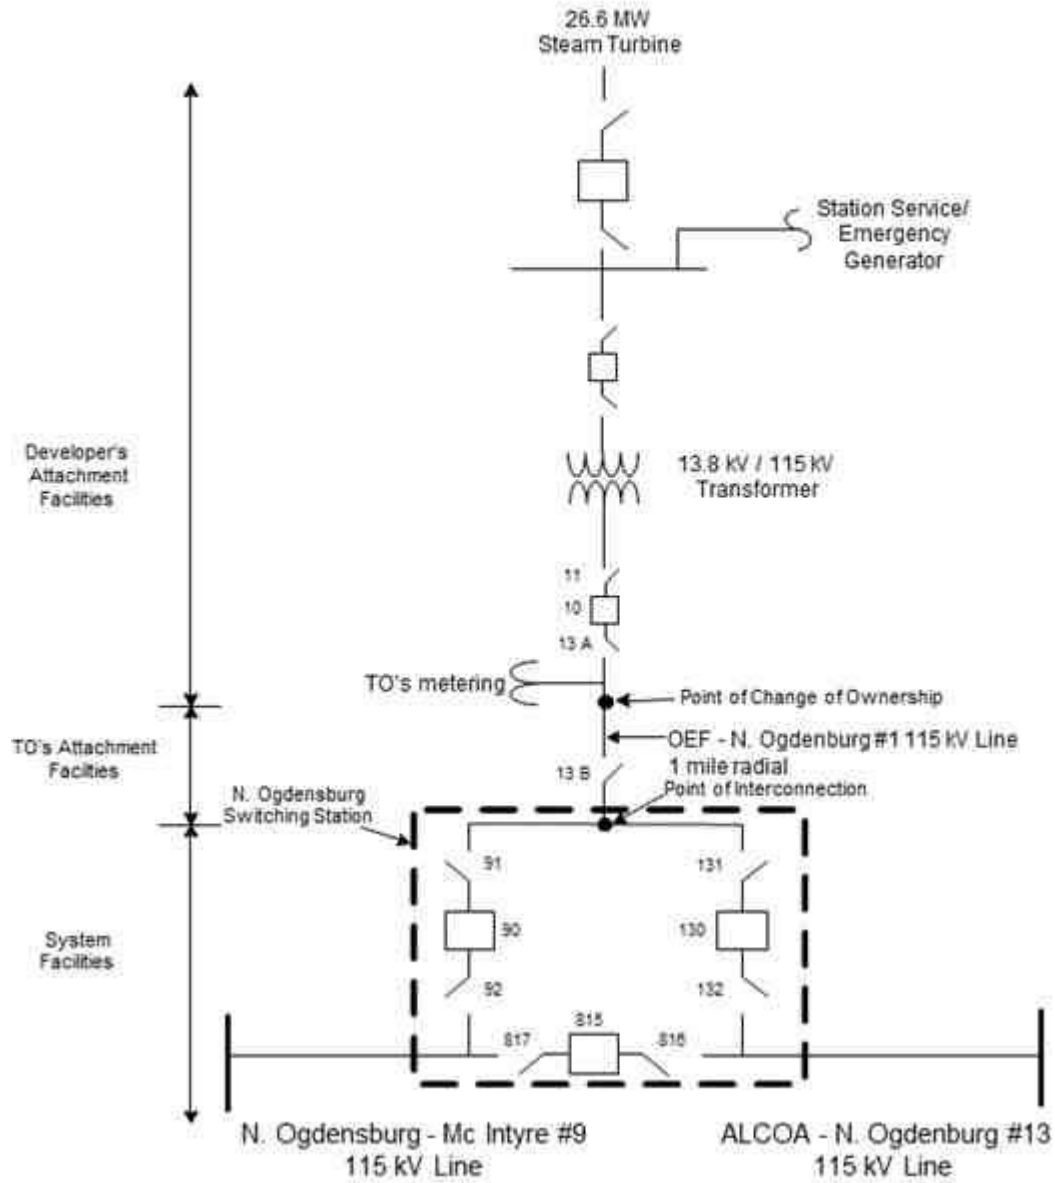 26.6 MW
Steam Turbine
Station Service/
Emergency
Generator
Developer's
Attachment
Facilities
13.8 kV / 115 kV
Transformer
11
10
13 A
TO's metering
Point of Change of Ownership
TO's Attachment
Facilties
OEF - N. Ogdenburg #1 115 kV Line
1 mile radial
13 B
Point of Interconnection
N. Ogdensburg
Switching Station
91
131
90
130
System
Facilities
92
132
817
815
816
N. Ogdensburg - Mc Intyre #9
115 kV Line
ALCOA - N. Ogdenburg #13
115 kV Line